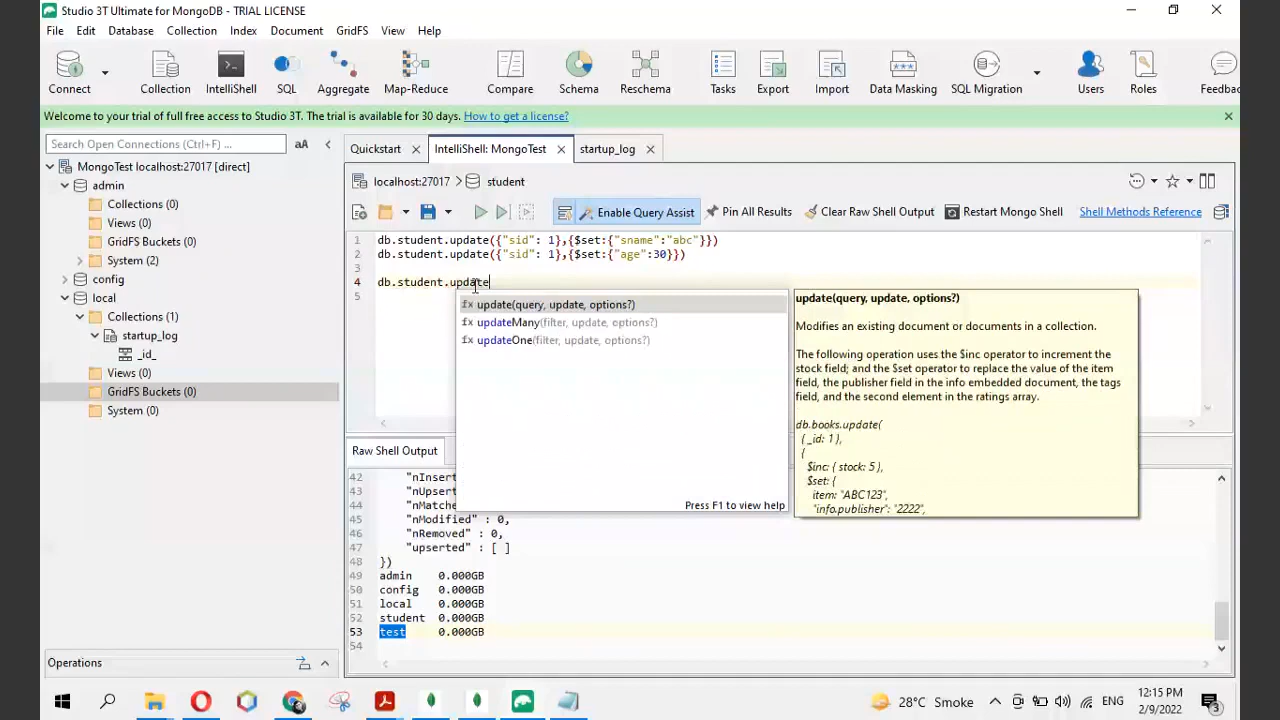 Studio 3T Ultimate for MongoDB - TRIAL LICENSE
File Edit Database Collection Index Document GridFS View Help
Connect Collection IntelliShell SQL Aggregate Map-Reduce Compare Schema Reschema Tasks Export Import Data Masking SQL Migration Users Roles Feedbac
Welcome to your trial of full free access to Studio 3T. The trial is available for 30 days. How to get a license?
Search Open Connections (Ctrl+F) ... aA
MongoTest localhost:27017 [direct]
admin
Collections (0)
Views (0)
GridFS Buckets (0)
System (2)
config
local
Collections (1)
startup_log
_id_
Views (0)
GridFS Buckets (0)
System (0)
Operations
Quickstart IntelliShell: MongoTest startup_log
localhost:27017 student
Enable Query Assist Pin All Results Clear Raw Shell Output Restart Mongo Shell Shell Methods Reference
1 db.student.update({"sid": 1},{$set:{"sname":"abc"}})
2 db.student.update({"sid": 1},{$set:{"age":30}})
3
4 db.student.update
5
fx update(query, update, options?)
fx updateMany(filter, update, options?)
fx updateOne(filter, update, options?)
Press F1 to view help
update(query, update, options?)
Modifies an existing document or documents in a collection.
The following operation uses the $inc operator to increment the
stock field; and the $set operator to replace the value of the item
field, the publisher field in the info embedded document, the tags
field, and the second element in the ratings array.
db.books.update(
{ _id: 1 },
{
$inc: { stock: 5 },
$set: {
item: "ABC123",
"info.publisher": "2222",
Raw Shell Output
42 "nInser
43 "nUpser
44 "nMatche
45 "nModified" : 0,
46 "nRemoved" : 0,
47 "upserted" : [ ]
48 })
49 admin 0.000GB
50 config 0.000GB
51 local 0.000GB
52 student 0.000GB
53 test 0.000GB
54
28°C Smoke ENG
12:15 PM
2/9/2022
3